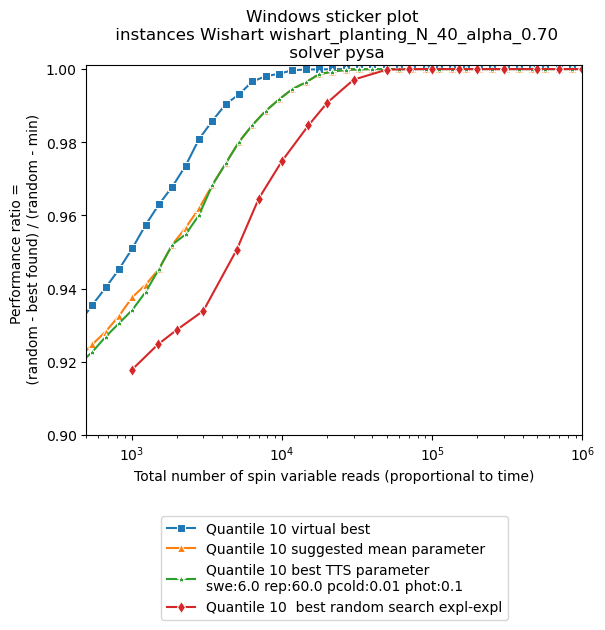 Windows sticker plot
instances Wishart wishart_planting_N_40_alpha_0.70
solver pysa
Performance ratio =
(random - best found) / (random - min)
1.00
0.98
0.96
0.94
0.92
0.90
10³
10⁴
10⁵
10⁶
Total number of spin variable reads (proportional to time)
Quantile 10 virtual best
Quantile 10 suggested mean parameter
Quantile 10 best TTS parameter
swe:6.0 rep:60.0 pcold:0.01 phot:0.1
Quantile 10  best random search expl-expl